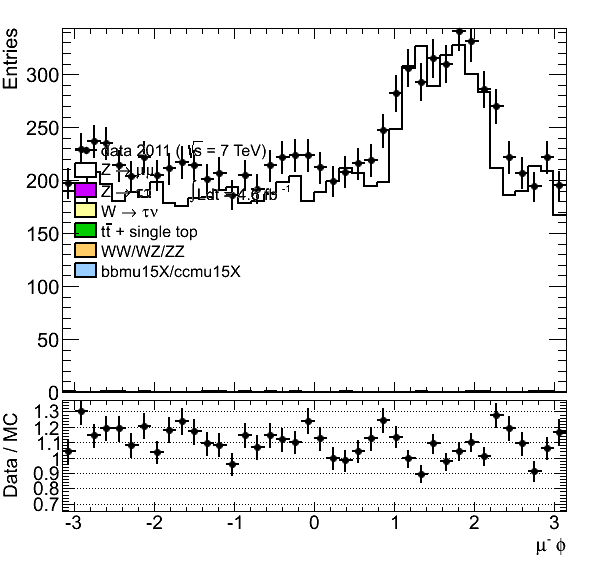 Entries
300
250
data 2011 (√s = 7 TeV)
Z → μμ
200
Z → ττ ∫Ldt = 4.6 fb⁻¹
W → τν
150
tt̄ + single top
WW/WZ/ZZ
100
bbmu15X/ccmu15X
50
0
Data / MC
1.3
1.2
1.1
1
0.9
0.8
0.7
-3 -2 -1 0 1 2 3
μ⁻ ϕ